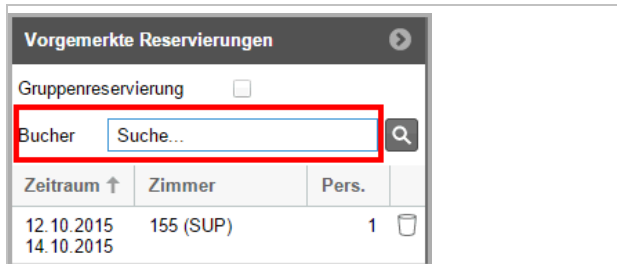 Vorgemerkte Reservierungen
Gruppenreservierung
Bucher Suche...
Zeitraum ↑ Zimmer Pers.
12.10.2015 155 (SUP) 1
14.10.2015